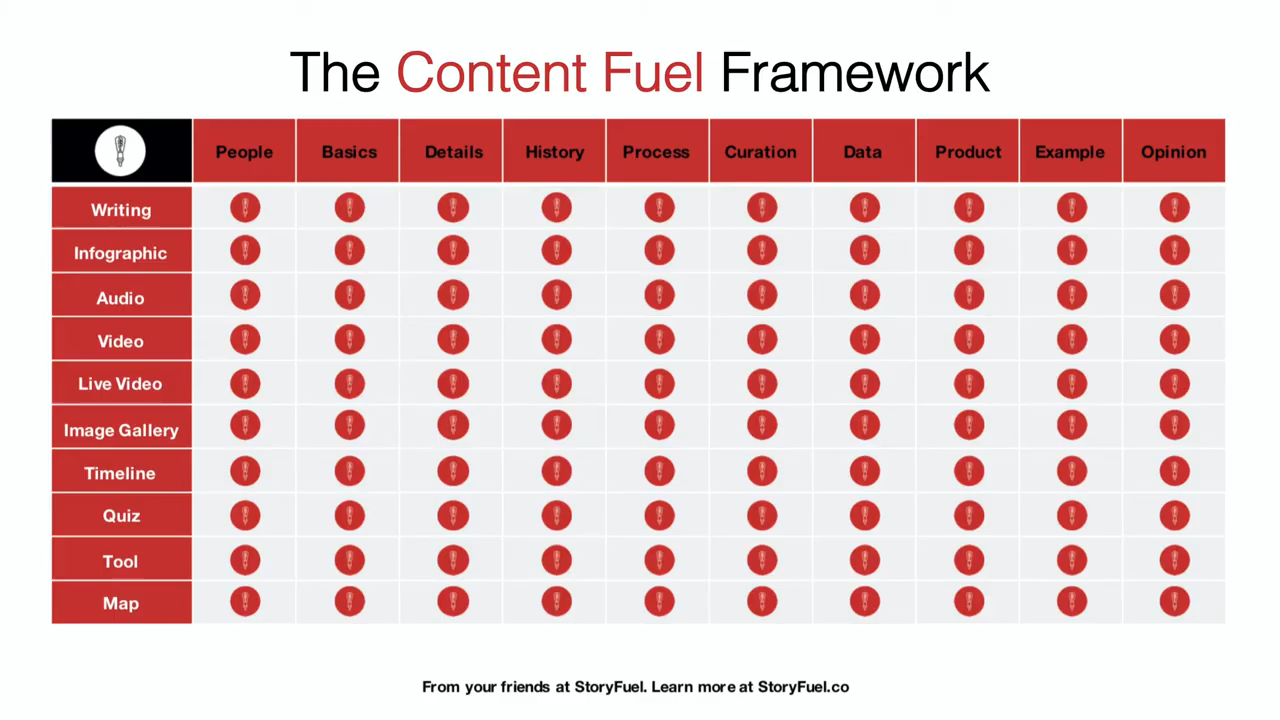 The Content Fuel Framework
People Basics Details History Process Curation Data Product Example Opinion
Writing
Infographic
Audio
Video
Live Video
Image Gallery
Timeline
Quiz
Tool
Map
From your friends at StoryFuel. Learn more at StoryFuel.co